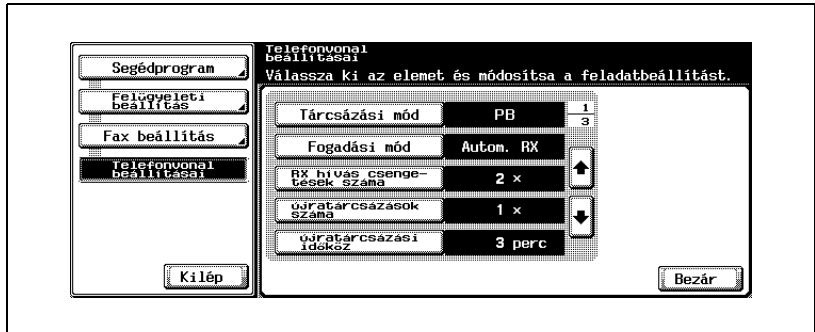 Segédprogram
Felügyeleti
beállítás
Fax beállítás
Telefonvonal
beállításai
Kilép
Telefonvonal
beállításai
Válassza ki az elemet és módosítsa a feladatbeállítást.
Tárcsázási mód
PB
1
3
Fogadási mód
Autom. RX
RX hívás csenge-
tések száma
2 ×
újratárcsázások
száma
1 ×
újratárcsázási
időköz
3 perc
Bezár